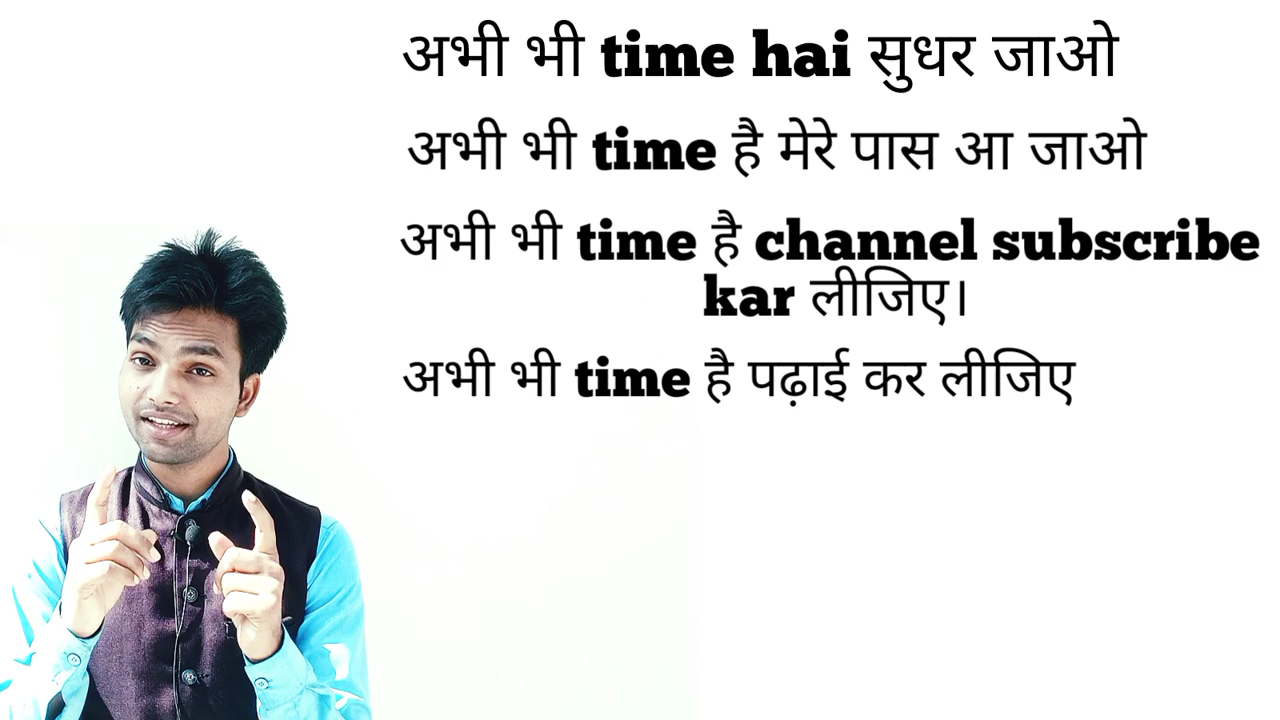 अभी भी time hai सुधर जाओ
अभी भी time है मेरे पास आ जाओ
अभी भी time है channel subscribe
kar लीजिए।
अभी भी time है पढ़ाई कर लीजिए